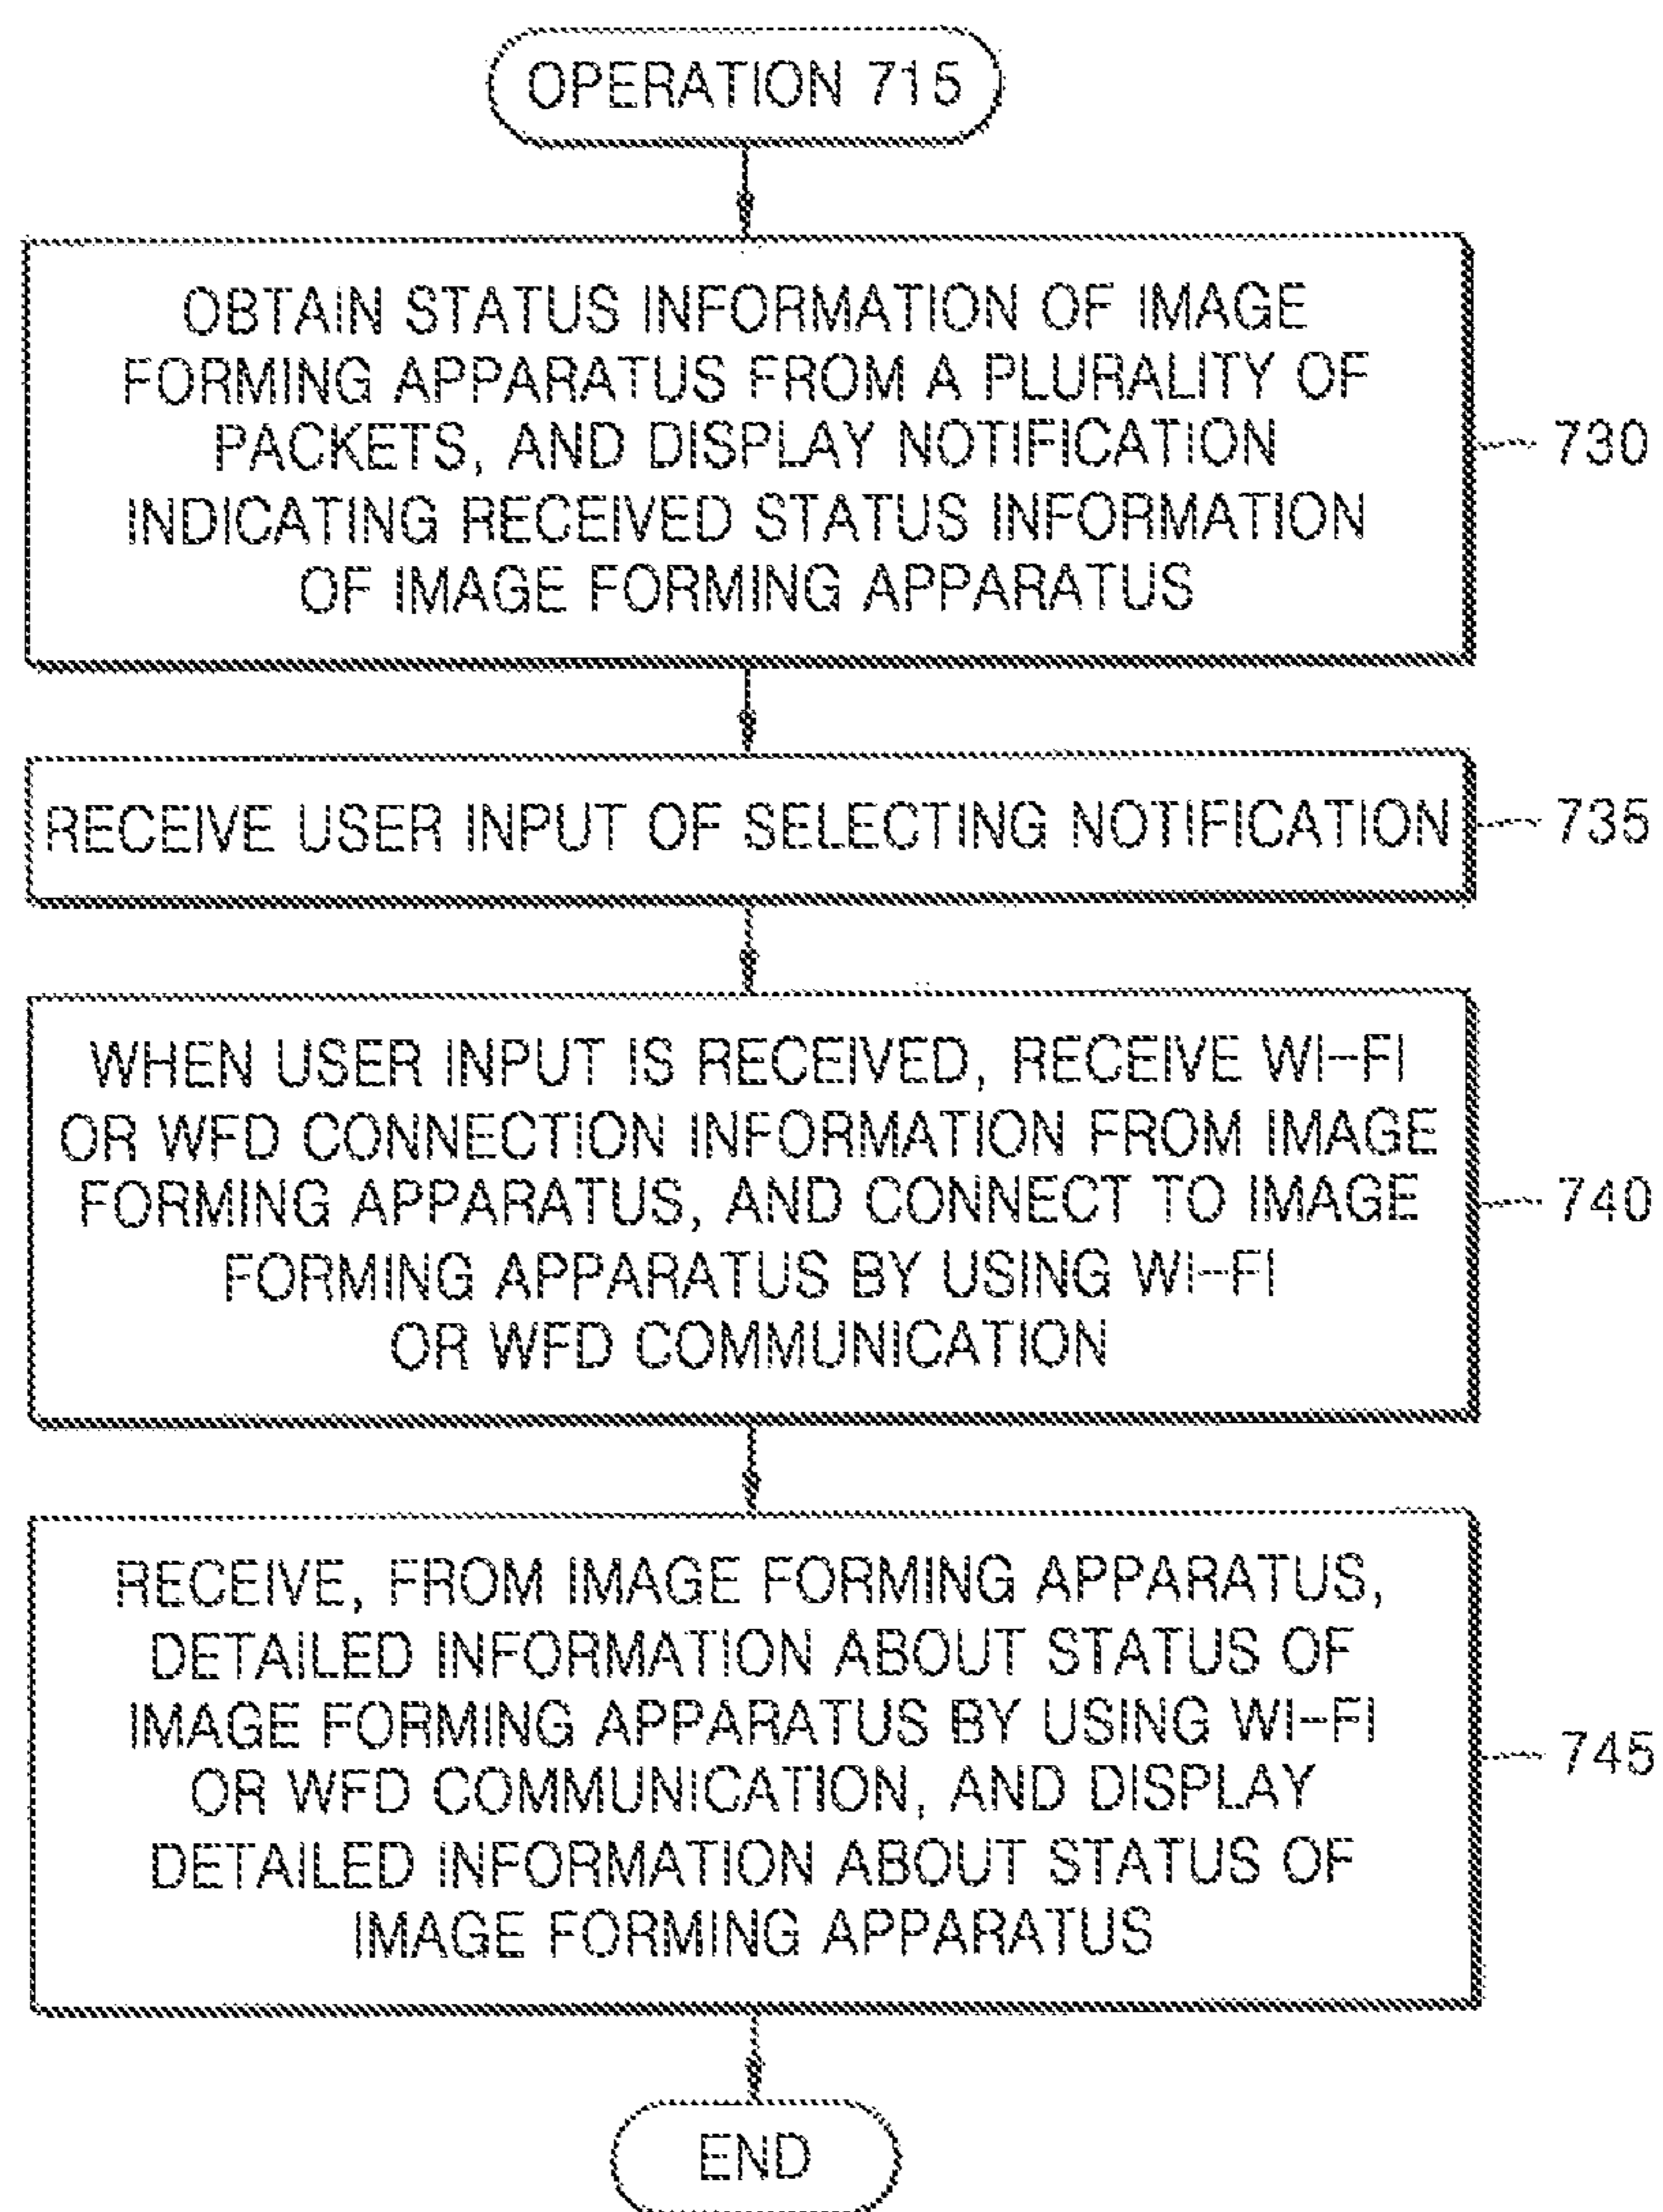 OPERATION 715
OBTAIN STATUS INFORMATION OF IMAGE
FORMING APPARATUS FROM A PLURALITY OF
PACKETS, AND DISPLAY NOTIFICATION
INDICATING RECEIVED STATUS INFORMATION
OF IMAGE FORMING APPARATUS
730
RECEIVE USER INPUT OF SELECTING NOTIFICATION
735
WHEN USER INPUT IS RECEIVED, RECEIVE WI-FI
OR WFD CONNECTION INFORMATION FROM IMAGE
FORMING APPARATUS, AND CONNECT TO IMAGE
FORMING APPARATUS BY USING WI-FI
OR WFD COMMUNICATION
740
RECEIVE, FROM IMAGE FORMING APPARATUS,
DETAILED INFORMATION ABOUT STATUS OF
IMAGE FORMING APPARATUS BY USING WI-FI
OR WFD COMMUNICATION, AND DISPLAY
DETAILED INFORMATION ABOUT STATUS OF
IMAGE FORMING APPARATUS
745
END